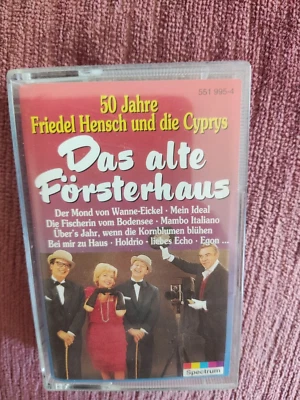 551 995-4
50 Jahre
Friedel Hensch und die Cyprys
Das alte
Försterhaus
Der Mond von Wanne-Eickel · Mein Ideal
Die Fischerin vom Bodensee · Mambo Italiano
Über's Jahr, wenn die Kornblumen blühen
Bei mir zu Haus · Holdrio · liebes Echo · Egon ...
Spectrum